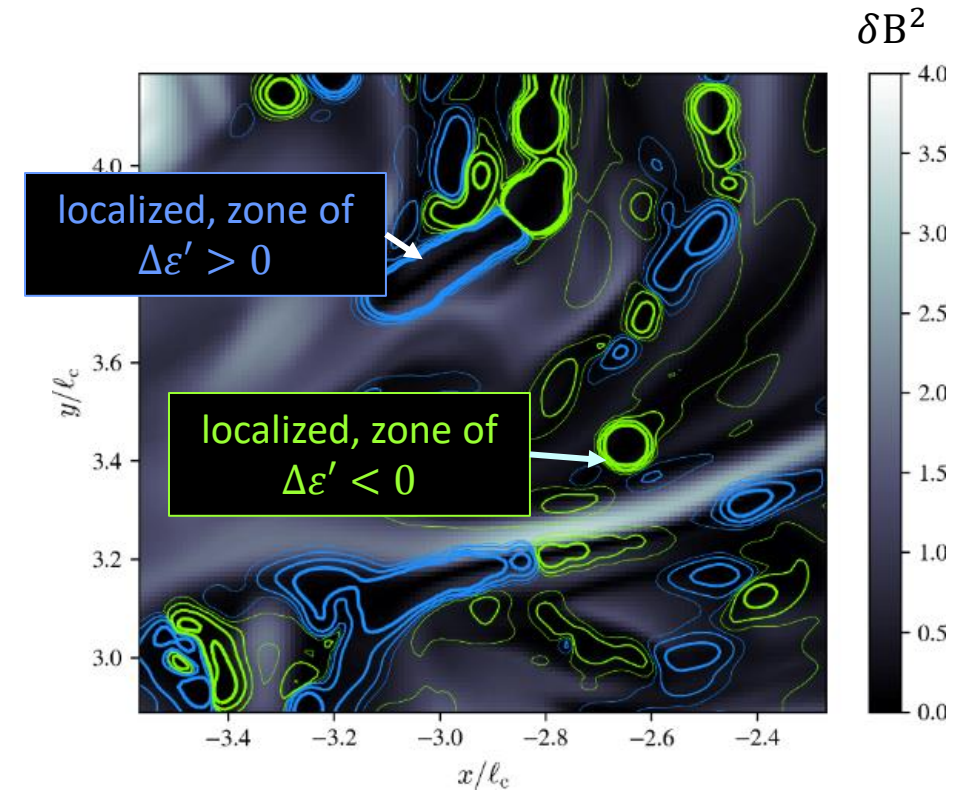 δB²
4.0
3.5
3.0
2.5
2.0
1.5
1.0
0.5
0.0
4.0
localized, zone of
Δε′ > 0
3.6
localized, zone of
Δε′ < 0
3.4
3.2
3.0
y/ℓc
−3.4 −3.2 −3.0 −2.8 −2.6 −2.4
x/ℓc